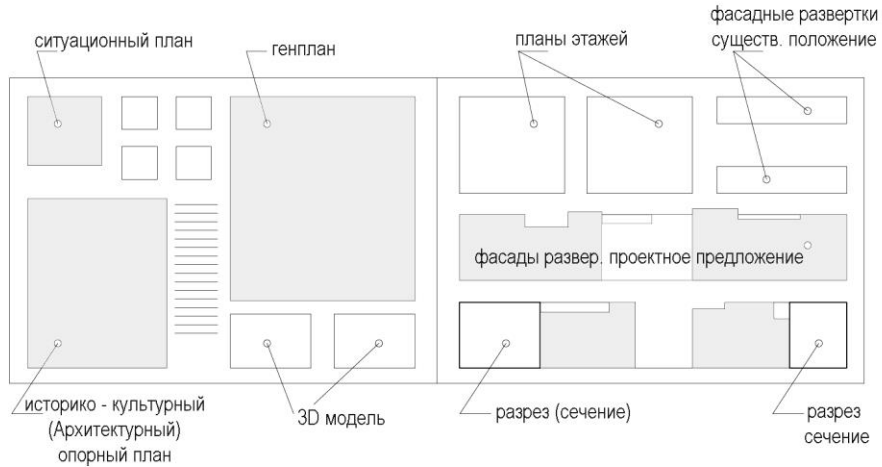 ситуационный план
генплан
планы этажей
фасадные развертки
существ. положение
фасады развер. проектное предложение
историко - культурный
(Архитектурный)
опорный план
3D модель
разрез (сечение)
разрез
сечение